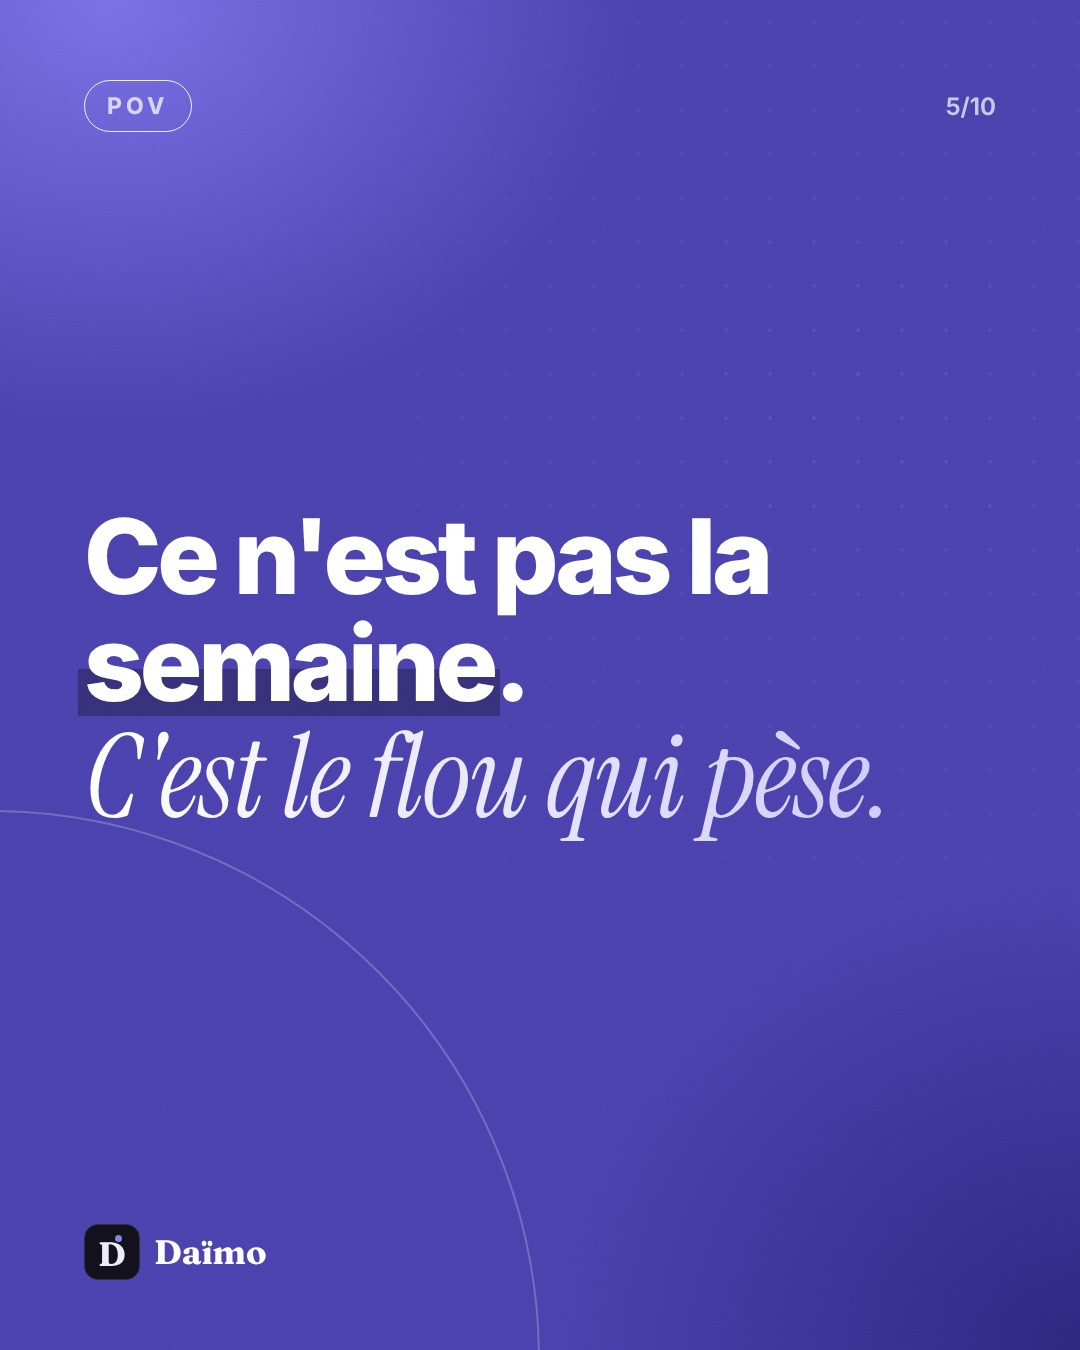 POV
5/10
Ce n'est pas la
semaine.
C'est le flou qui pèse.
D
Daïmo